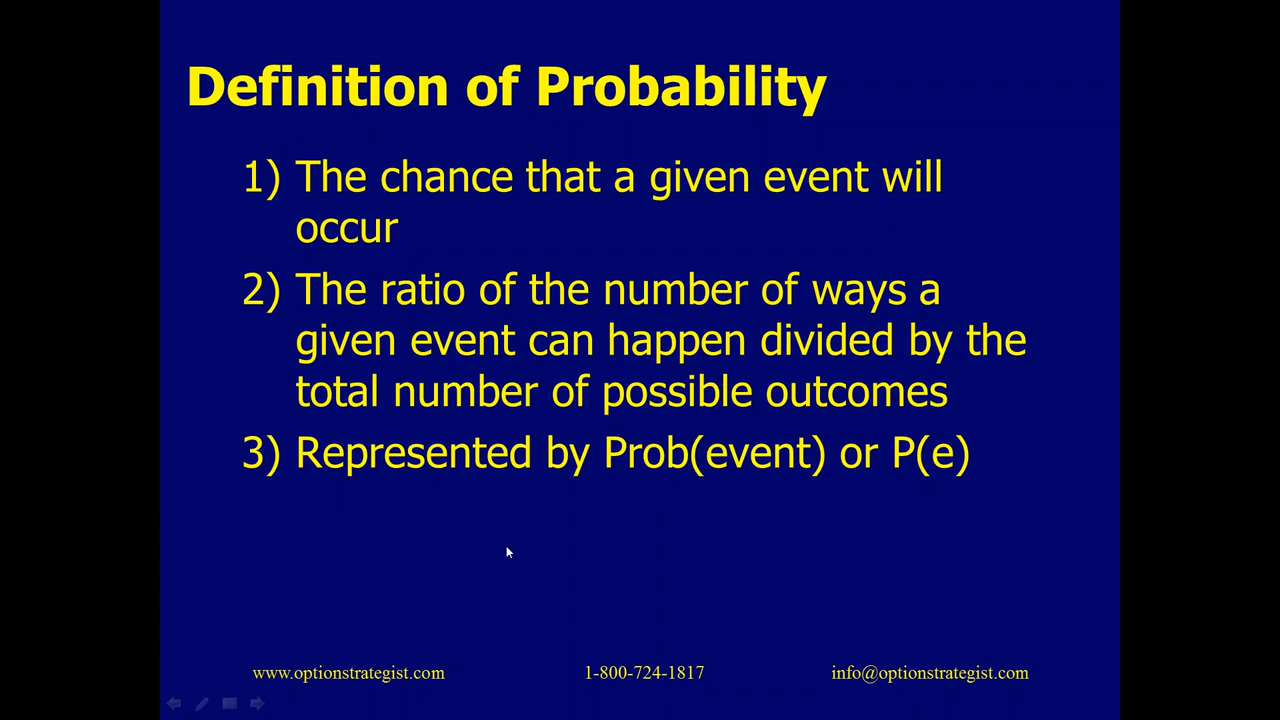 Definition of Probability
1) The chance that a given event will
occur
2) The ratio of the number of ways a
given event can happen divided by the
total number of possible outcomes
3) Represented by Prob(event) or P(e)
www.optionstrategist.com 1-800-724-1817 info@optionstrategist.com